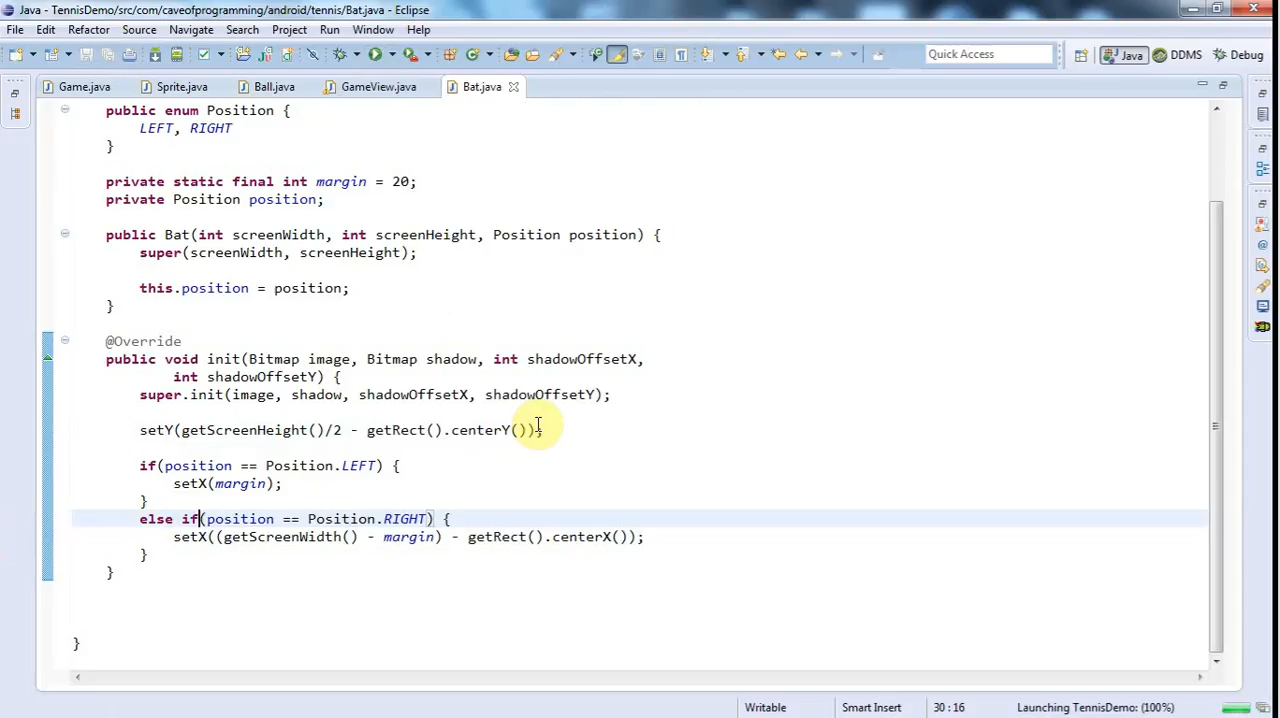 Java - TennisDemo/src/com/caveofprogramming/android/tennis/Bat.java - Eclipse
File Edit Refactor Source Navigate Search Project Run Window Help
Quick Access Java DDMS Debug
Game.java Sprite.java Ball.java GameView.java Bat.java
public enum Position {
LEFT, RIGHT
}
private static final int margin = 20;
private Position position;
public Bat(int screenWidth, int screenHeight, Position position) {
super(screenWidth, screenHeight);
this.position = position;
}
@Override
public void init(Bitmap image, Bitmap shadow, int shadowOffsetX,
int shadowOffsetY) {
super.init(image, shadow, shadowOffsetX, shadowOffsetY);
setY(getScreenHeight()/2 - getRect().centerY());
if(position == Position.LEFT) {
setX(margin);
}
else if(position == Position.RIGHT) {
setX((getScreenWidth() - margin) - getRect().centerX());
}
}
}
Writable Smart Insert 30 : 16 Launching TennisDemo: (100%)